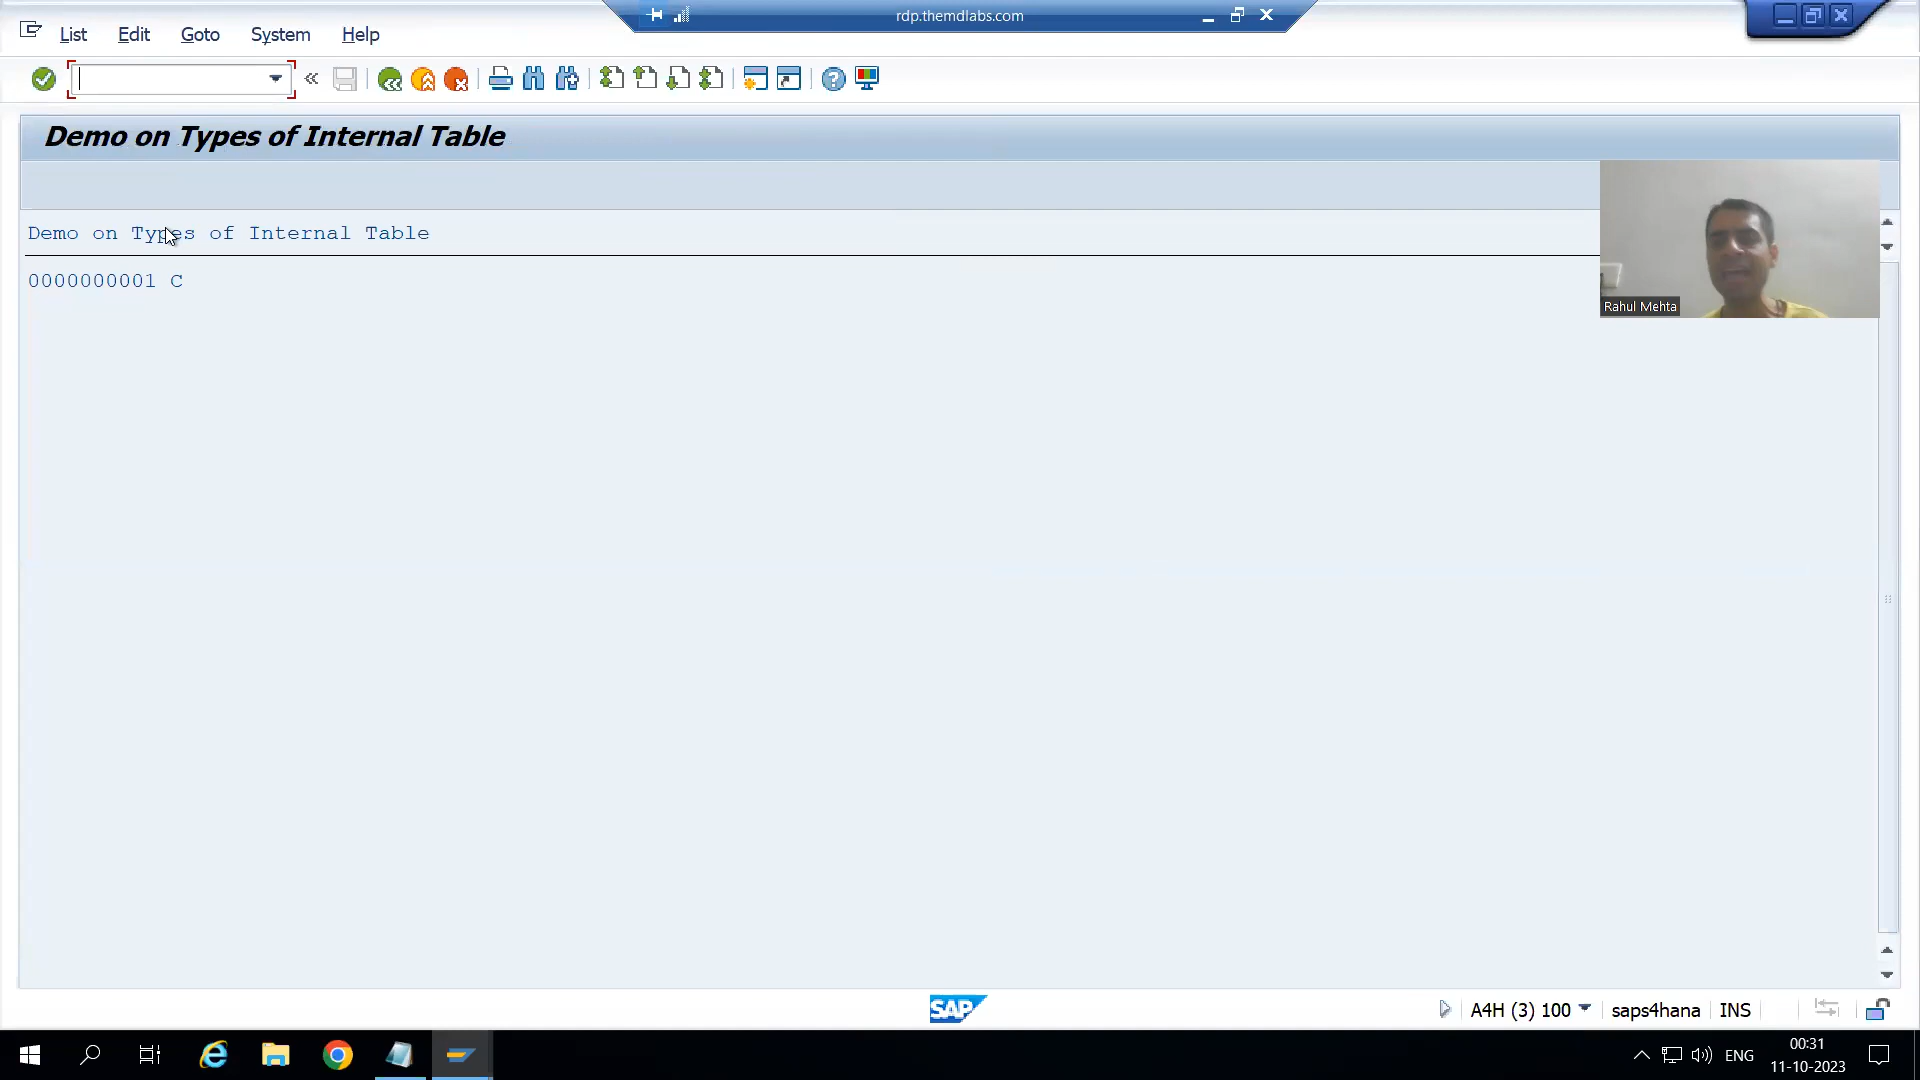 rdp.themdlabs.com
List Edit Goto System Help
Demo on Types of Internal Table
Demo on Types of Internal Table
0000000001 C
Rahul Mehta
SAP
A4H (3) 100 saps4hana INS
ENG
00:31
11-10-2023